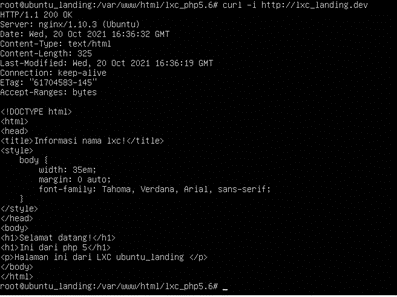 root@ubuntu_landing:/var/www/html/lxc_php5.6# curl -i http://lxc_landing.dev
HTTP/1.1 200 OK
Server: nginx/1.10.3 (Ubuntu)
Date: Wed, 20 Oct 2021 16:36:32 GMT
Content-Type: text/html
Content-Length: 325
Last-Modified: Wed, 20 Oct 2021 16:36:19 GMT
Connection: keep-alive
ETag: "61704583-145"
Accept-Ranges: bytes

<!DOCTYPE html>
<html>
<head>
<title>Informasi nama lxc!</title>
<style>
    body {
        width: 35em;
        margin: 0 auto;
        font-family: Tahoma, Verdana, Arial, sans-serif;
    }
</style>
</head>
<body>
<h1>Selamat datang!</h1>
<h1>Ini dari php 5</h1>
<p>Halaman ini dari LXC ubuntu_landing </p>
</body>
</html>
root@ubuntu_landing:/var/www/html/lxc_php5.6# _